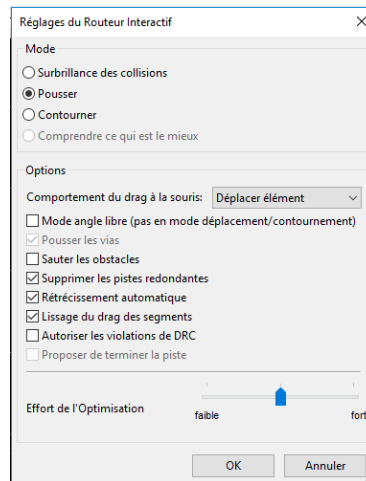 Réglages du Routeur Interactif
Mode
Surbrillance des collisions
Pousser
Contourner
Comprendre ce qui est le mieux
Options
Comportement du drag à la souris: Déplacer élément
Mode angle libre (pas en mode déplacement/contournement)
Pousser les vias
Sauter les obstacles
Supprimer les pistes redondantes
Rétrécissement automatique
Lissage du drag des segments
Autoriser les violations de DRC
Proposer de terminer la piste
Effort de l'Optimisation
faible fort
OK Annuler